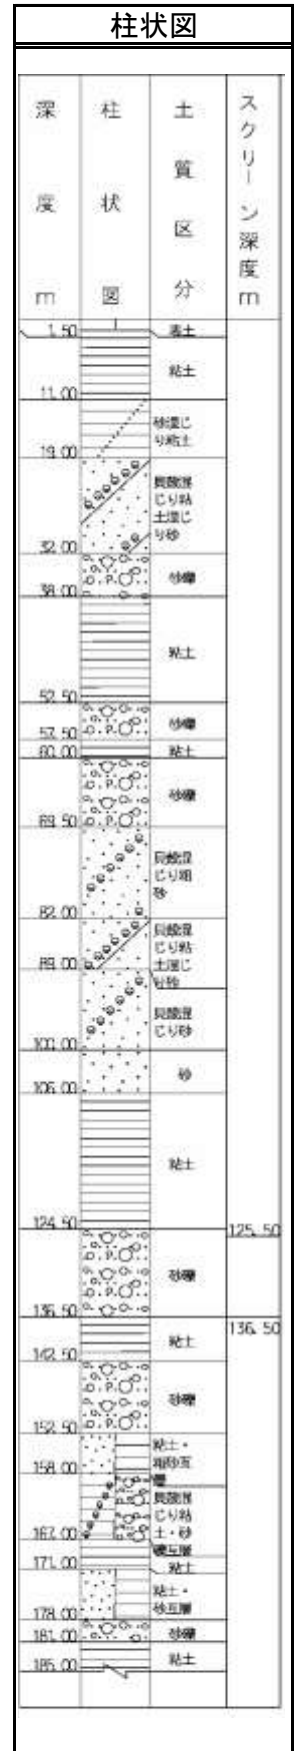 柱状図
深度m
柱状図
土質区分
スクリーン深度m
1.50
表土
粘土
11.00
砂混じ
り粘土
19.00
貝殻混
じり粘
土混じ
り砂
32.00
砂礫
38.00
粘土
52.50
砂礫
57.50
粘土
60.00
砂礫
69.50
貝殻混
じり粗
砂
82.00
貝殻混
じり粘
土混じ
り砂
89.00
貝殻混
じり砂
100.00
砂
106.00
粘土
124.50
125.50
砂礫
136.50
136.50
粘土
142.50
砂礫
152.50
粘土・
粗砂互
層
158.00
貝殻混
じり粘
土・砂
礫互層
167.00
粘土
171.00
粘土・
砂互層
178.00
砂礫
181.00
粘土
185.00